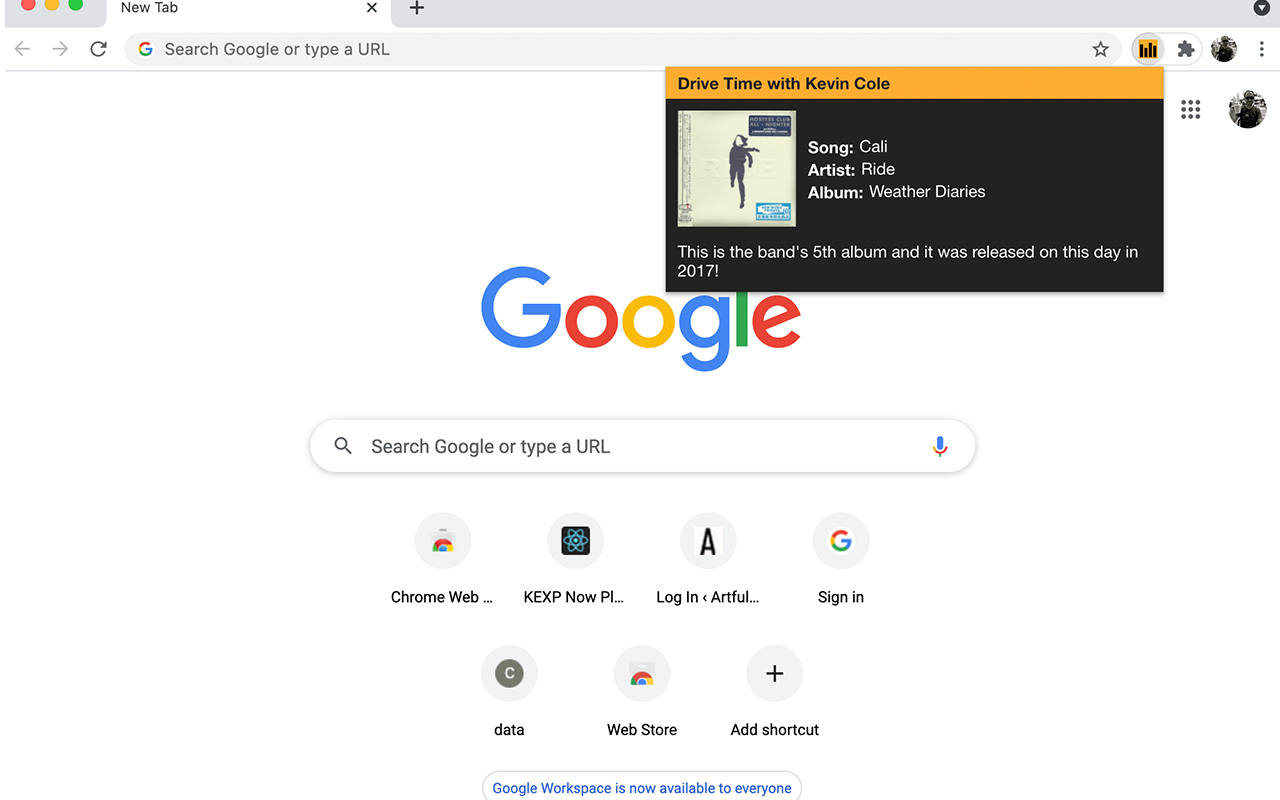 New Tab
Search Google or type a URL
Drive Time with Kevin Cole
HOSTESS CLUB
ALL-NIGHTER
RIDE
Song: Cali
Artist: Ride
Album: Weather Diaries
This is the band's 5th album and it was released on this day in
2017!
Google
Search Google or type a URL
Chrome Web ...
KEXP Now Pl...
Log In ‹ Artful...
Sign in
C
data
Web Store
Add shortcut
Google Workspace is now available to everyone